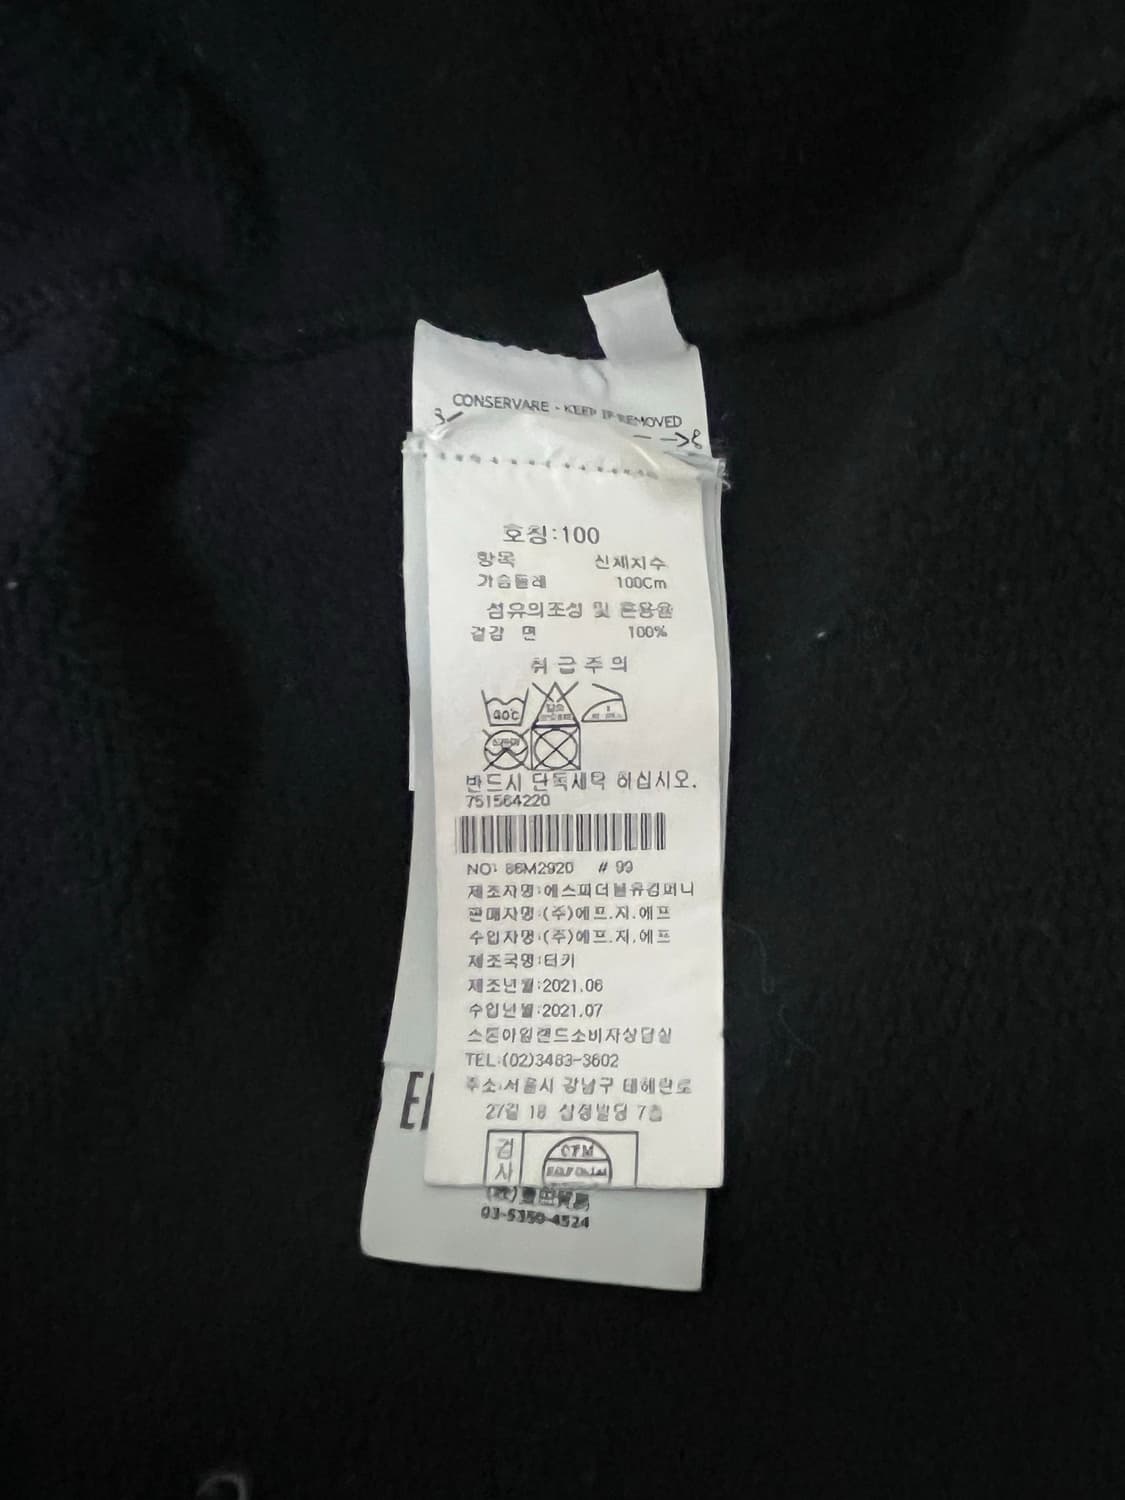 CONSERVARE - KEEP IF REMOVED
호칭:100
항목 신체치수
가슴둘레 100Cm
섬유의조성 및 혼용율
겉감 면 100%
취급주의
40℃
반드시 단독세탁 하십시오.
751564220
NO: 86M2920 # 99
제조자명:에스피더블유컴퍼니
판매자명:(주)에프.지.에프
수입자명:(주)에프.지.에프
제조국명:터키
제조년월:2021.06
수입년월:2021.07
스톤아일랜드소비자상담실
TEL:(02)3483-3602
주소:서울시 강남구 테헤란로
27길 18 삼정빌딩 7층
검사
03-5350-4524